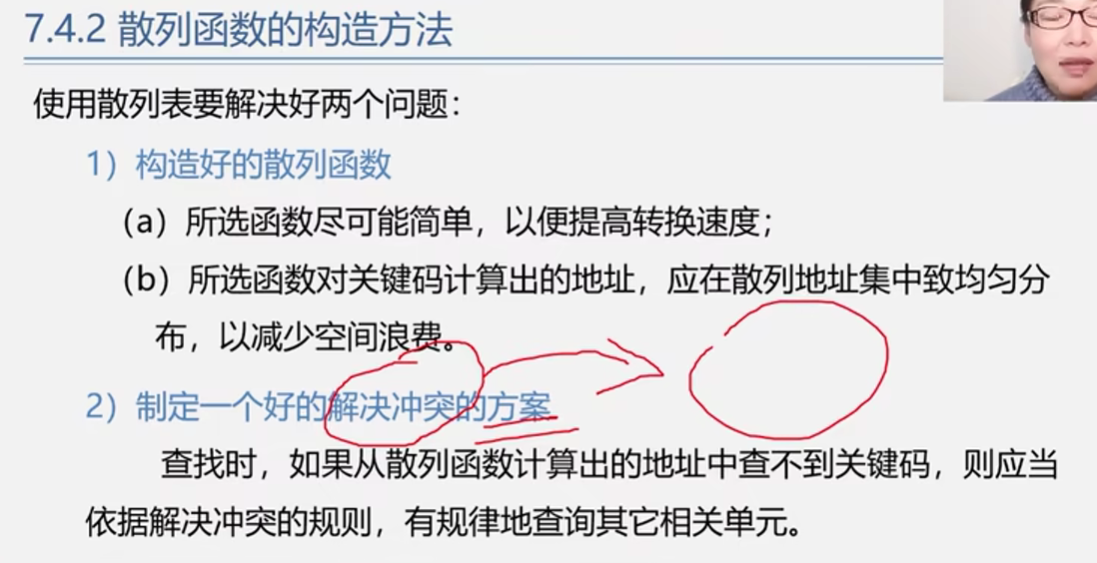 7.4.2 散列函数的构造方法
使用散列表要解决好两个问题：
1）构造好的散列函数
（a）所选函数尽可能简单，以便提高转换速度；
（b）所选函数对关键码计算出的地址，应在散列地址集中致均匀分
布，以减少空间浪费。
2）制定一个好的解决冲突的方案
查找时，如果从散列函数计算出的地址中查不到关键码，则应当
依据解决冲突的规则，有规律地查询其它相关单元。